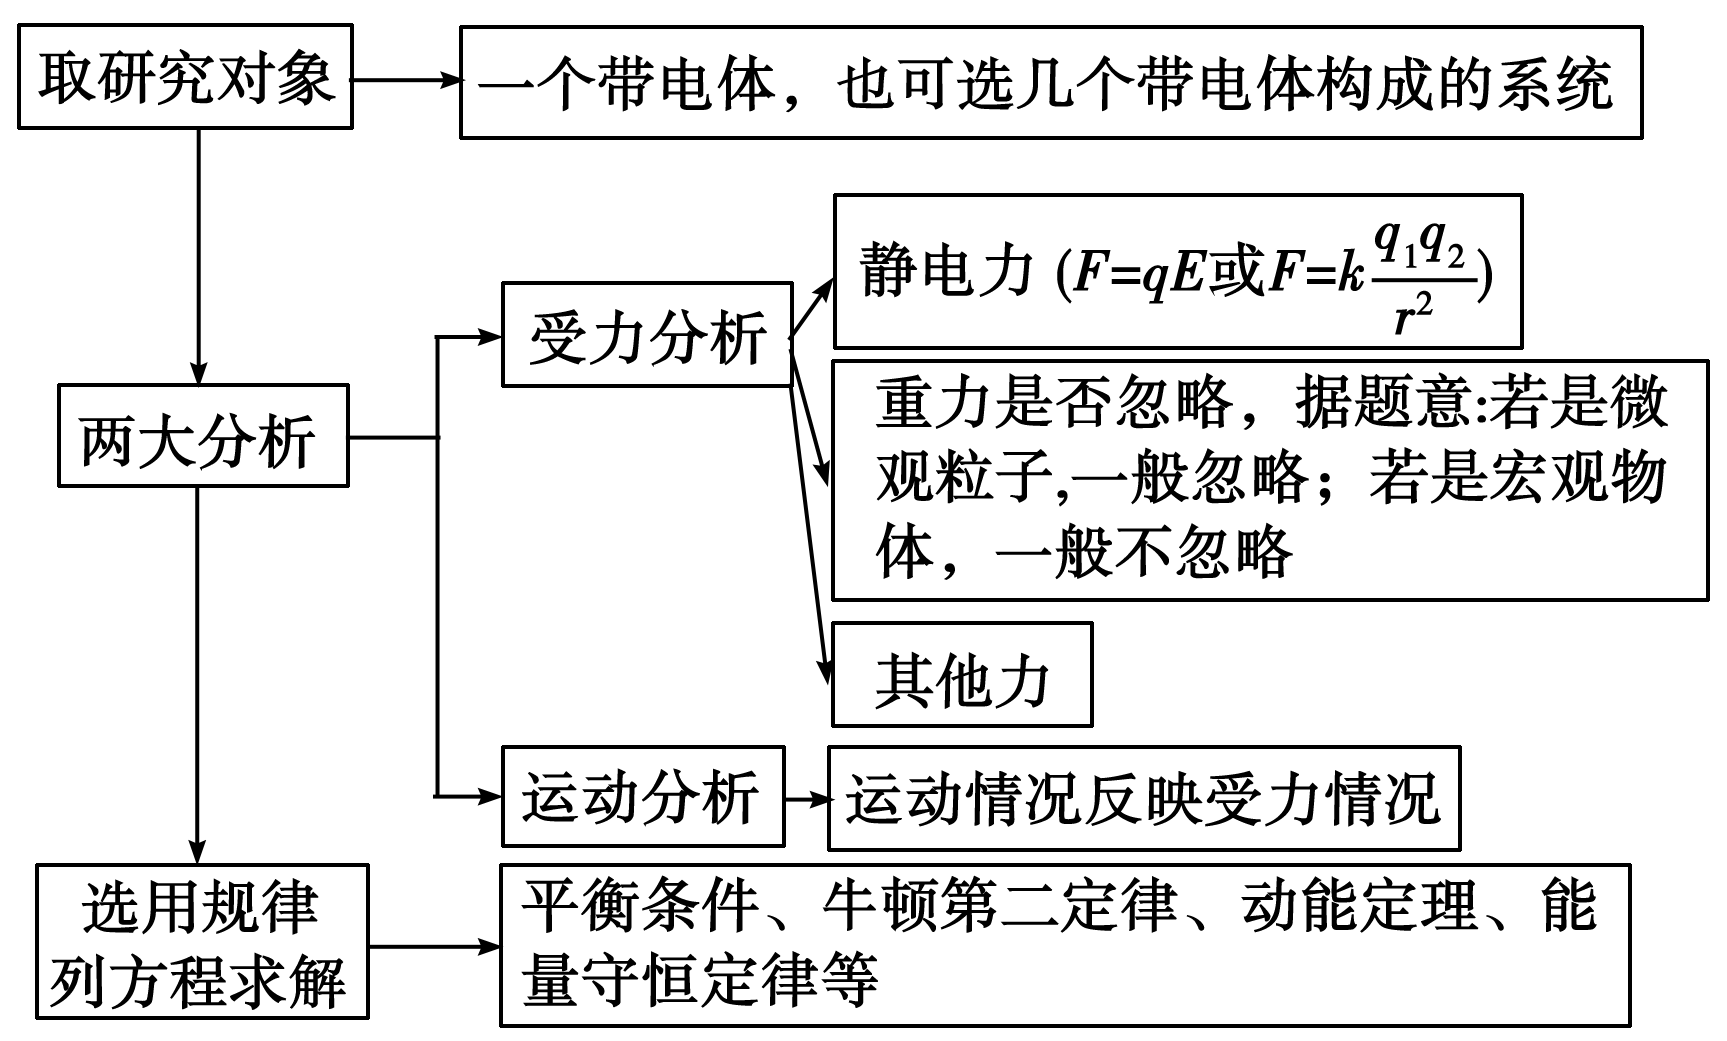 取研究对象
一个带电体，也可选几个带电体构成的系统
两大分析
受力分析
静电力 (F=qE或F=k\frac{q_1q_2}{r^2})
重力是否忽略，据题意:若是微
观粒子,一般忽略；若是宏观物
体，一般不忽略
其他力
运动分析
运动情况反映受力情况
选用规律
列方程求解
平衡条件、牛顿第二定律、动能定理、能
量守恒定律等